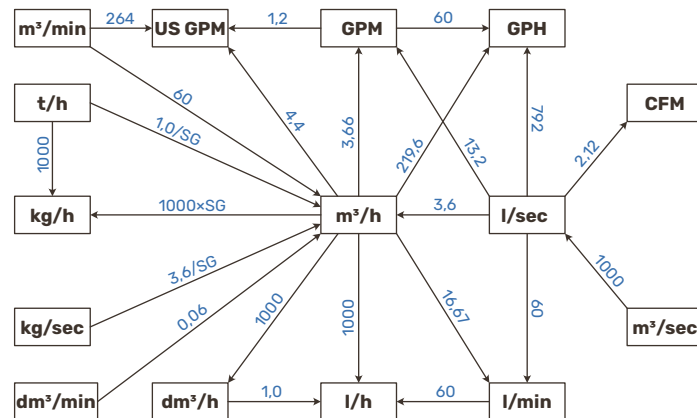 m³/min 264 US GPM 1,2 GPM 60 GPH
60 4,4 3,66 219,6 13,2 792
t/h 1,0/SG CFM
1000 2,12
kg/h 1000×SG m³/h 3,6 l/sec
3,6/SG 1000
kg/sec 0,06 1000 1000 16,67 60 m³/sec
dm³/min dm³/h 1,0 l/h 60 l/min